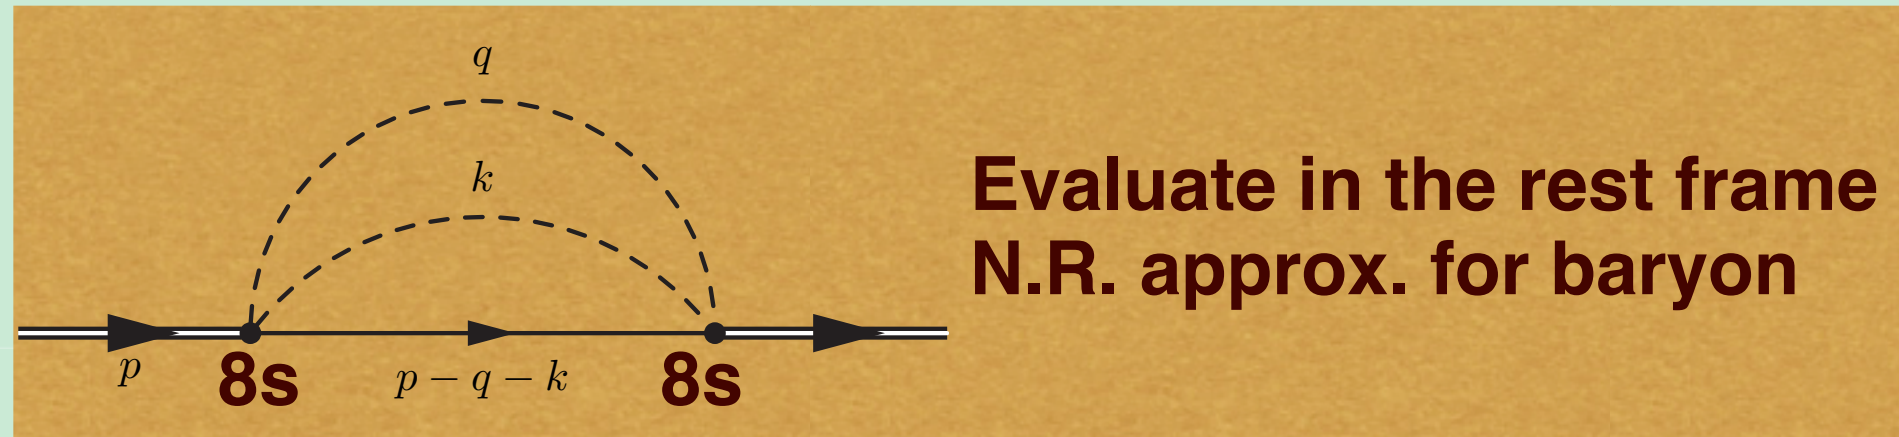 q
k
Evaluate in the rest frame
N.R. approx. for baryon
p
8s
p − q − k
8s